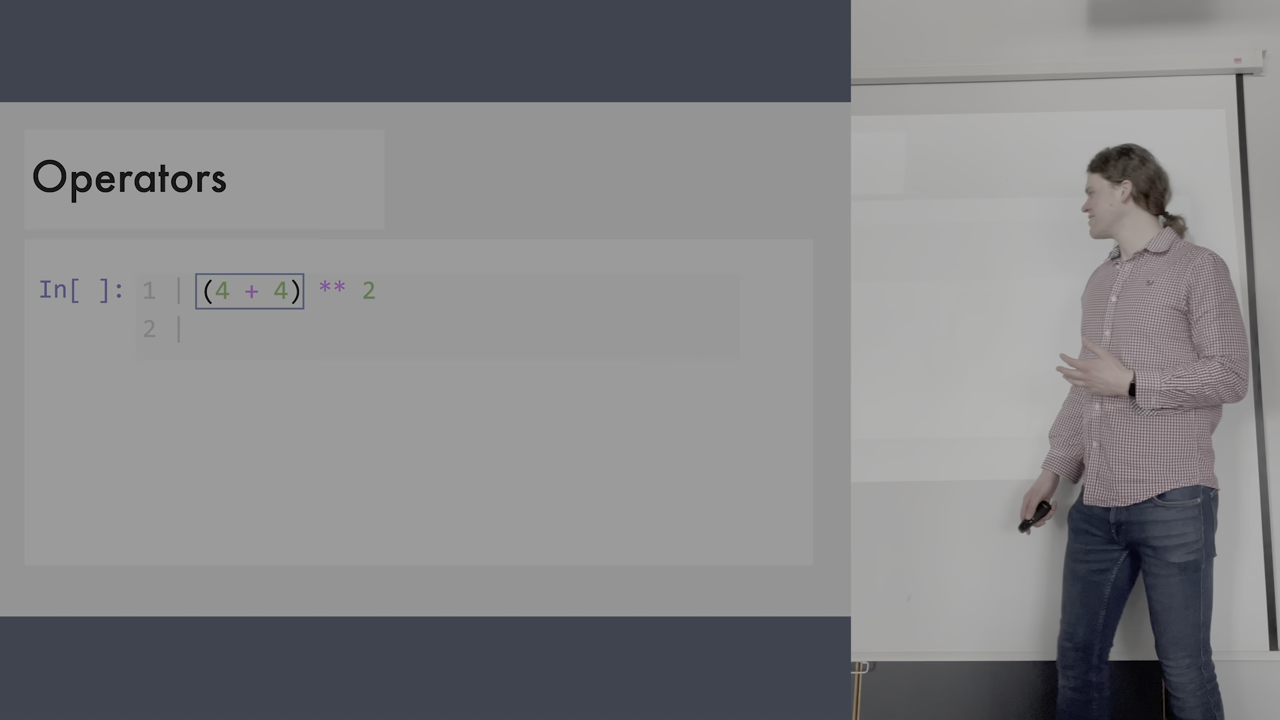 Operators
In[ ]: 1 | (4 + 4) ** 2
2 |